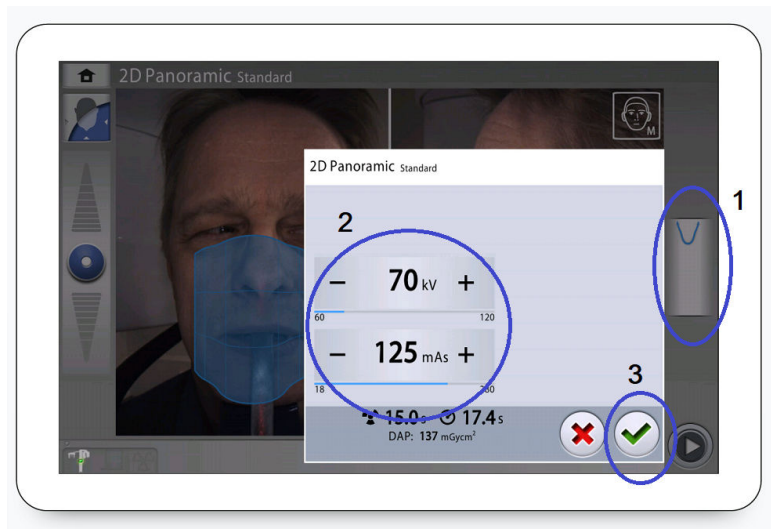 2D Panoramic Standard
M
2D Panoramic Standard
1
2
− 70 kV +
60 120
− 125 mAs +
18
3
15.0 s 17.4 s
DAP: 137 mGycm²